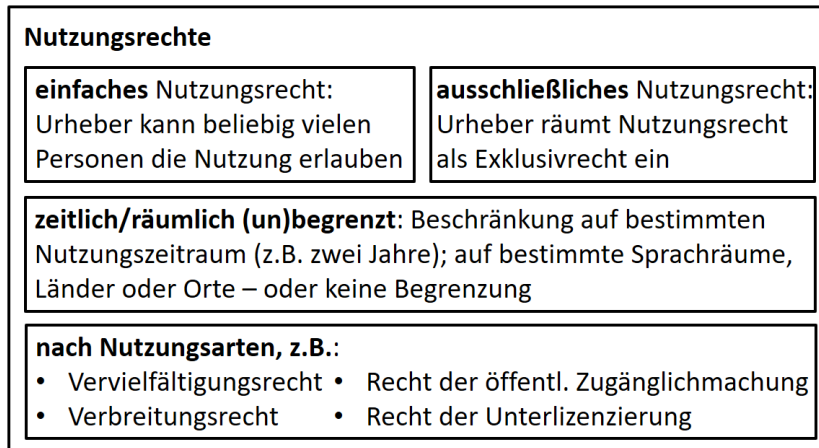 Nutzungsrechte
einfaches Nutzungsrecht:
Urheber kann beliebig vielen
Personen die Nutzung erlauben
ausschließliches Nutzungsrecht:
Urheber räumt Nutzungsrecht
als Exklusivrecht ein
zeitlich/räumlich (un)begrenzt: Beschränkung auf bestimmten
Nutzungszeitraum (z.B. zwei Jahre); auf bestimmte Sprachräume,
Länder oder Orte – oder keine Begrenzung
nach Nutzungsarten, z.B.:
• Vervielfältigungsrecht
• Verbreitungsrecht
• Recht der öffentl. Zugänglichmachung
• Recht der Unterlizenzierung